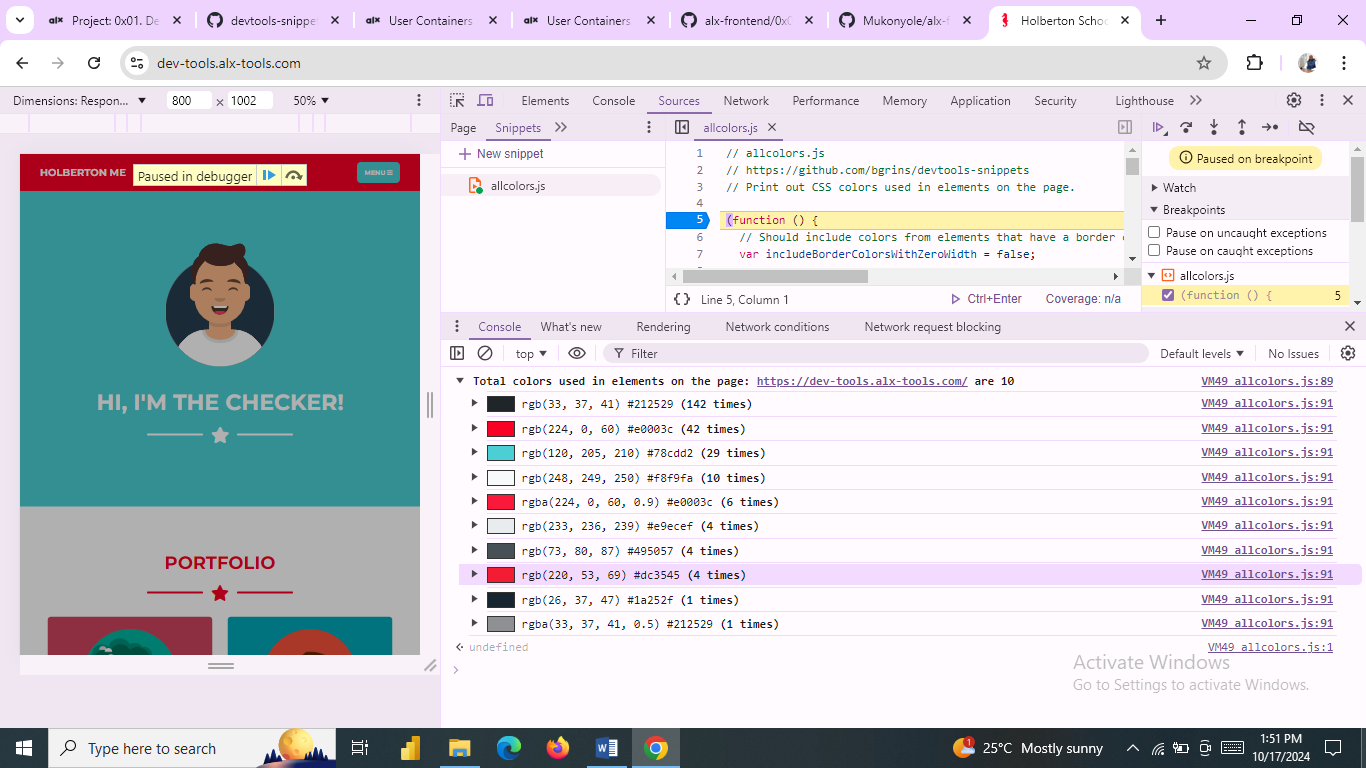 Project: 0x01. De
devtools-snippe
User Containers
User Containers
alx-frontend/0x0
Mukonyole/alx-f
Holberton Schoo
dev-tools.alx-tools.com
Dimensions: Respon...
800
×
1002
50%
Elements
Console
Sources
Network
Performance
Memory
Application
Security
Lighthouse
Page
Snippets
allcolors.js
New snippet
allcolors.js
1 // allcolors.js
2 // https://github.com/bgrins/devtools-snippets
3 // Print out CSS colors used in elements on the page.
4
5 (function () {
6 // Should include colors from elements that have a border
7 var includeBorderColorsWithZeroWidth = false;
{ } Line 5, Column 1
Ctrl+Enter
Coverage: n/a
Paused on breakpoint
Watch
Breakpoints
Pause on uncaught exceptions
Pause on caught exceptions
allcolors.js
(function () { 5
HOLBERTON ME
Paused in debugger
MENU
HI, I'M THE CHECKER!
PORTFOLIO
Console
What's new
Rendering
Network conditions
Network request blocking
top
Filter
Default levels
No Issues
Total colors used in elements on the page: https://dev-tools.alx-tools.com/ are 10 VM49 allcolors.js:89
rgb(33, 37, 41) #212529 (142 times) VM49 allcolors.js:91
rgb(224, 0, 60) #e0003c (42 times) VM49 allcolors.js:91
rgb(120, 205, 210) #78cdd2 (29 times) VM49 allcolors.js:91
rgb(248, 249, 250) #f8f9fa (10 times) VM49 allcolors.js:91
rgba(224, 0, 60, 0.9) #e0003c (6 times) VM49 allcolors.js:91
rgb(233, 236, 239) #e9ecef (4 times) VM49 allcolors.js:91
rgb(73, 80, 87) #495057 (4 times) VM49 allcolors.js:91
rgb(220, 53, 69) #dc3545 (4 times) VM49 allcolors.js:91
rgb(26, 37, 47) #1a252f (1 times) VM49 allcolors.js:91
rgba(33, 37, 41, 0.5) #212529 (1 times) VM49 allcolors.js:91
undefined VM49 allcolors.js:1
Activate Windows
Go to Settings to activate Windows.
Type here to search
1
25°C Mostly sunny
1:51 PM
10/17/2024